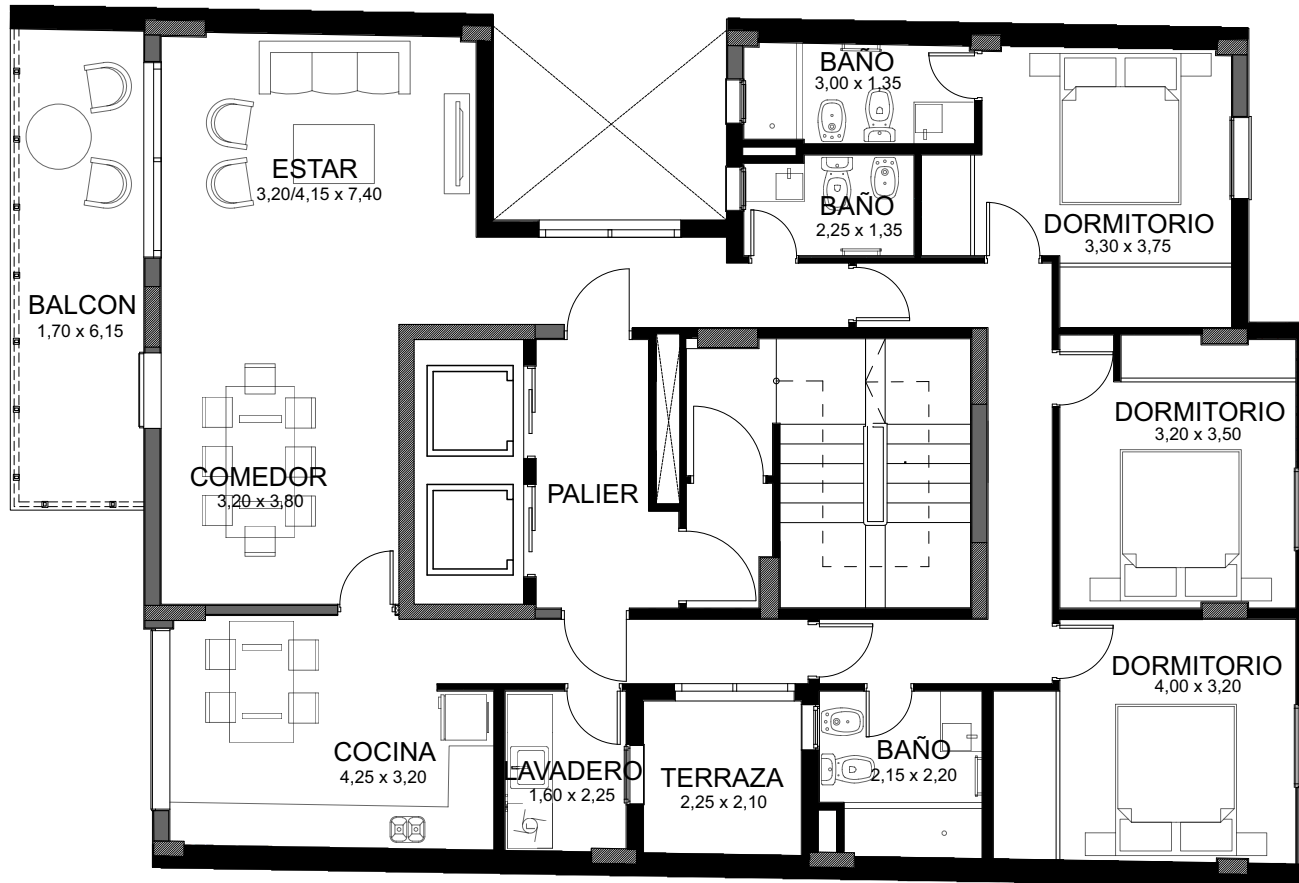 BAÑO
3,00 x 1,35
ESTAR
3,20/4,15 x 7,40
BAÑO
2,25 x 1,35
DORMITORIO
3,30 x 3,75
BALCON
1,70 x 6,15
DORMITORIO
3,20 x 3,50
COMEDOR
3,20 x 3,80
PALIER
DORMITORIO
4,00 x 3,20
COCINA
4,25 x 3,20
LAVADERO
1,60 x 2,25
TERRAZA
2,25 x 2,10
BAÑO
2,15 x 2,20